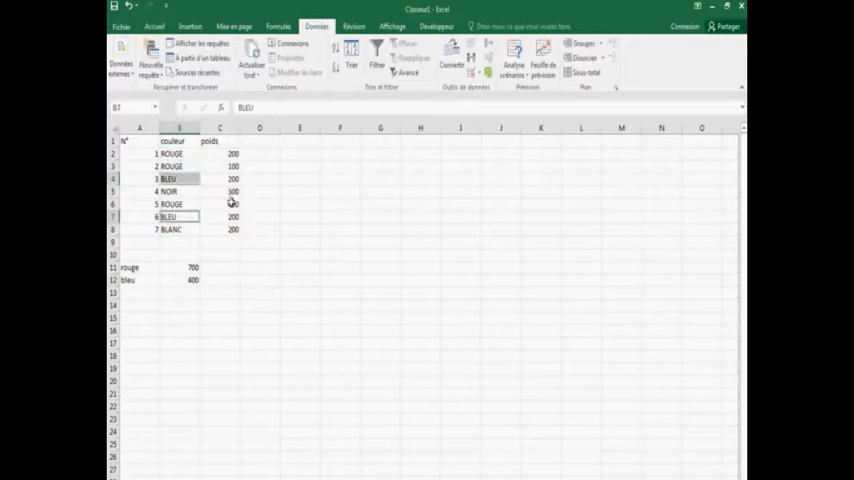 Classeur1 - Excel
Fichier Accueil Insertion Mise en page Formules Données Révision Affichage Développeur Dites-nous ce que vous voulez faire Connexion Partager
Données externes
Nouvelle requête
Afficher les requêtes
A partir d'un tableau
Sources récentes
Récupérer et transformer
Actualiser tout
Connexions
Propriétés
Modifier les liens
Connexions
Trier
Filtrer
Effacer
Réappliquer
Avancé
Trier et filtrer
Convertir
Outils de données
Analyse scénarios
Feuille de prévision
Prévision
Grouper
Dissocier
Sous-total
Plan
B7 fx BLEU
A B C D E F G H I J K L M N O
1 N° couleur poids
2 1 ROUGE 200
3 2 ROUGE 100
4 3 BLEU 200
5 4 NOIR 300
6 5 ROUGE
7 6 BLEU 200
8 7 BLANC 200
9
10
11 rouge 700
12 bleu 400
13
14
15
16
17
18
19
20
21
22
23
24
25
26
27